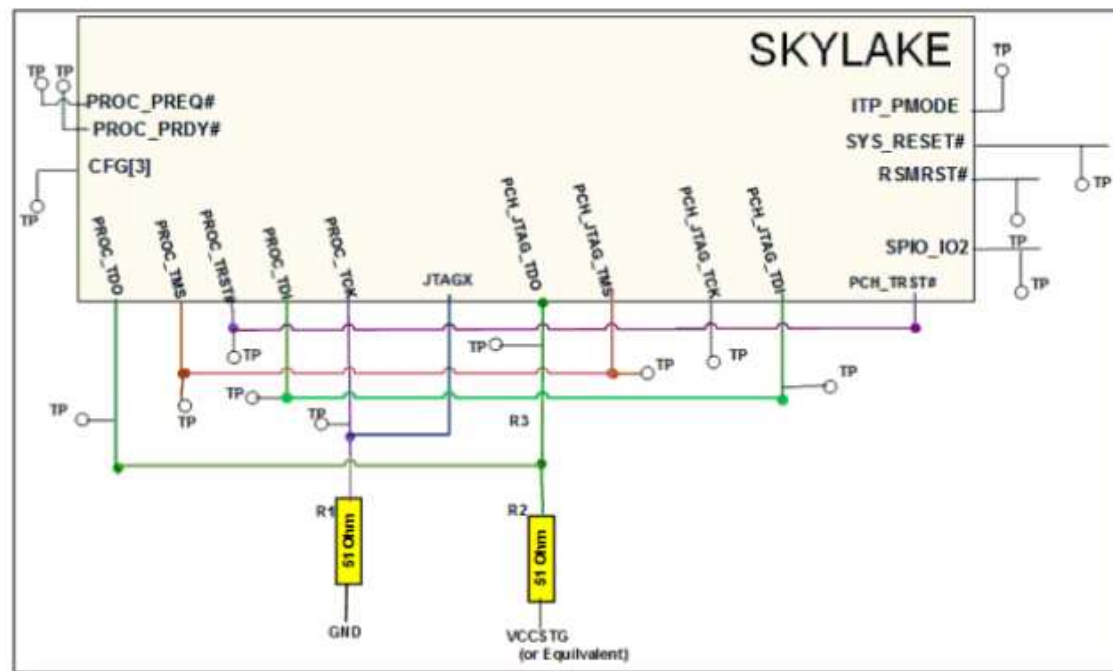 SKYLAKE
TP
TP
TP
PROC_PREQ#
ITP_PMODE
PROC_PRDY#
SYS_RESET#
CFG[3]
RSMRST#
TP
TP
TP
SPIO_IO2
TP
PROC_TDO
PROC_TMS
PROC_TRST#
PROC_TDI
PROC_TCK
JTAGX
PCH_JTAG_TDO
PCH_JTAG_TMS
PCH_JTAG_TCK
PCH_JTAG_TDI
PCH_TRST#
TP
TP
TP
TP
TP
TP
TP
TP
TP
R3
TP
R1
51 Ohm
R2
51 Ohm
GND
VCCSTG
(or Equilvalent)